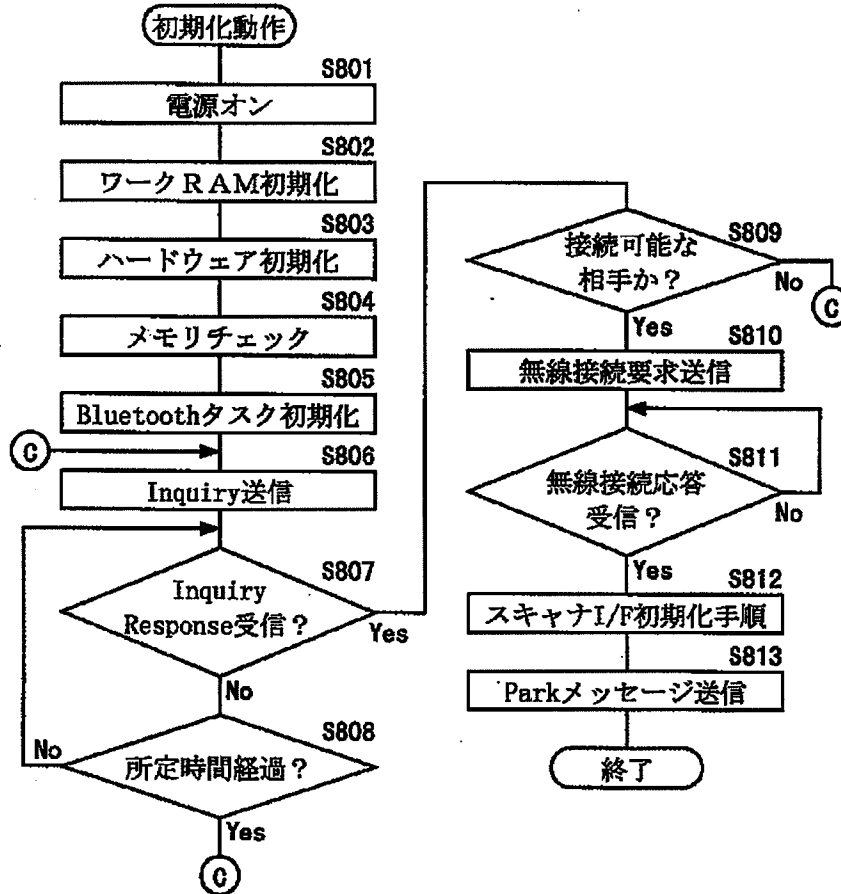 初期化動作
S801
電源オン
S802
ワークRAM初期化
S803
ハードウェア初期化
S804
メモリチェック
S805
Bluetoothタスク初期化
C
S806
Inquiry送信
S807
Inquiry
Response受信？
Yes
No
S808
所定時間経過？
No
Yes
C
S809
接続可能な
相手か？
No
C
Yes
S810
無線接続要求送信
S811
無線接続応答
受信？
No
Yes
S812
スキャナI/F初期化手順
S813
Parkメッセージ送信
終了